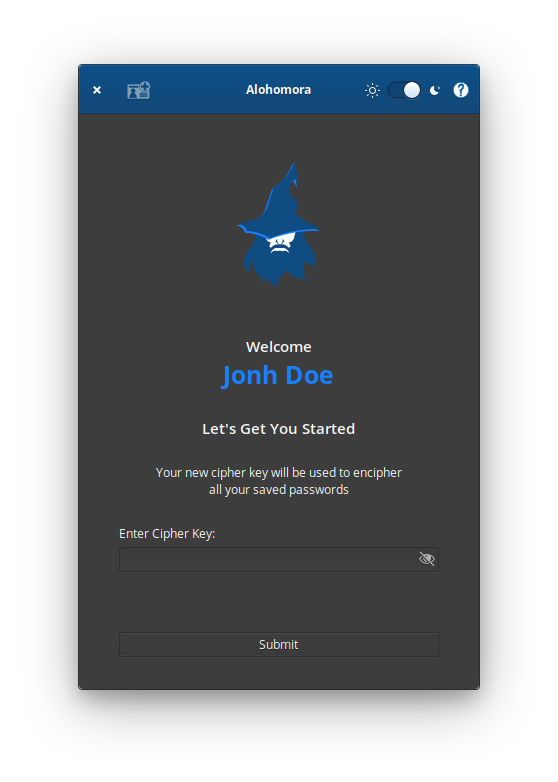 Alohomora
Welcome
Jonh Doe
Let's Get You Started
Your new cipher key will be used to encipher
all your saved passwords
Enter Cipher Key:
Submit